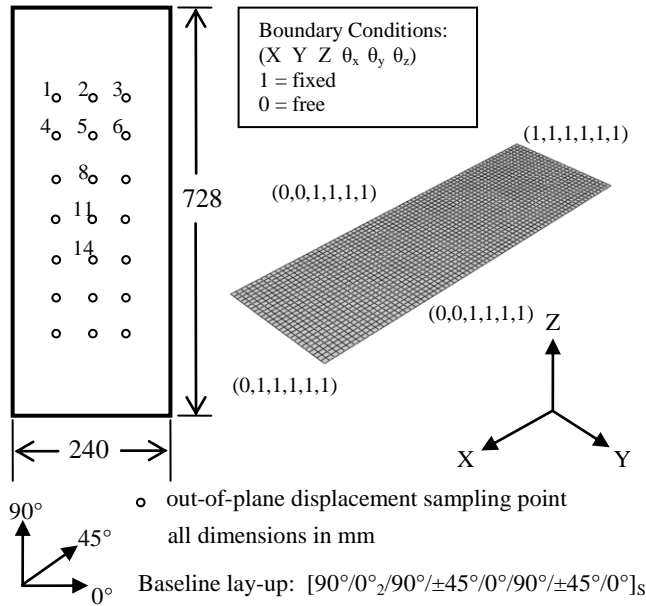 Boundary Conditions:
(X Y Z θx θy θz)
1 = fixed
0 = free
1 2 3
4 5 6
8
11
14
728
240
(1,1,1,1,1,1)
(0,0,1,1,1,1)
(0,0,1,1,1,1)
(0,1,1,1,1,1)
Z
X
Y
out-of-plane displacement sampling point
all dimensions in mm
90°
45°
0°
Baseline lay-up: [90°/0°₂/90°/±45°/0°/90°/±45°/0°]s